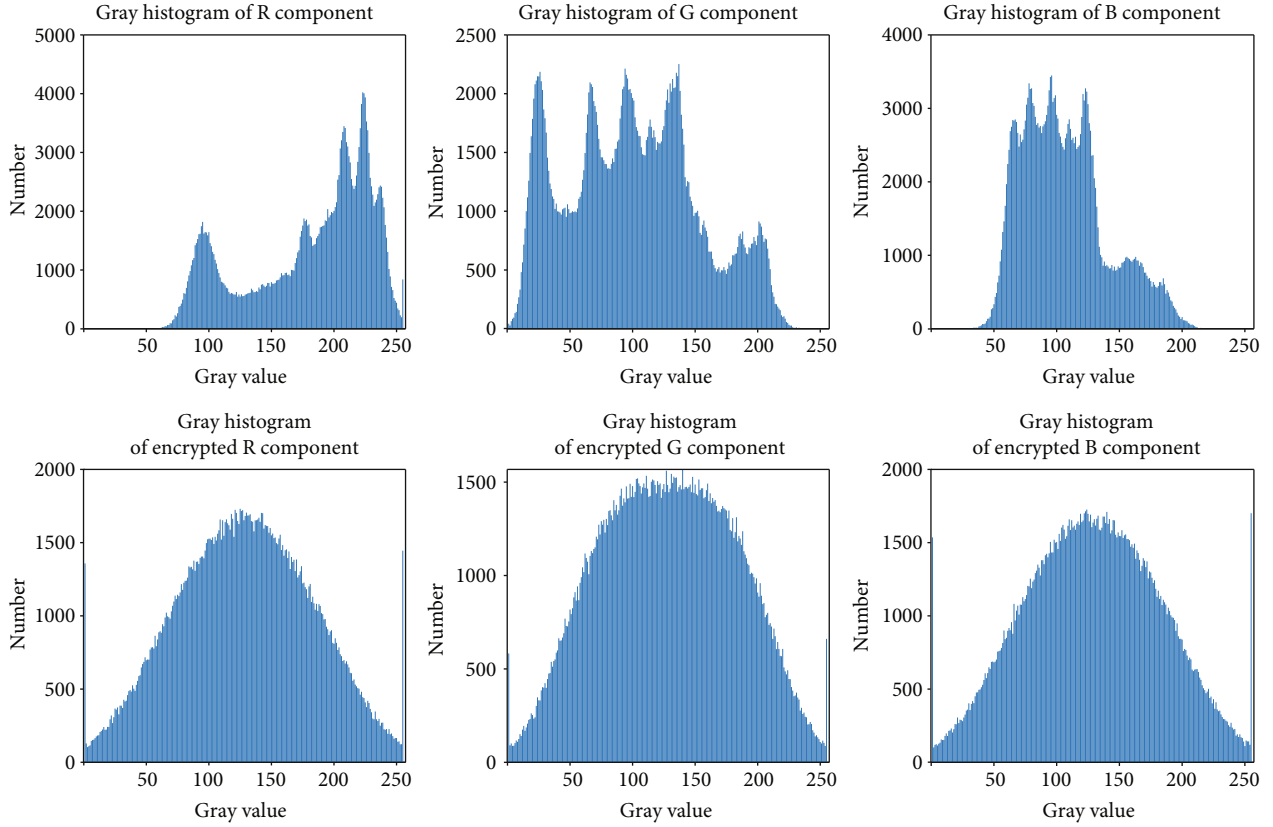 Gray histogram of R component
5000
4000
3000
2000
1000
0
Number
50 100 150 200 250
Gray value
Gray histogram of G component
2500
2000
1500
1000
500
0
Number
50 100 150 200 250
Gray value
Gray histogram of B component
4000
3000
2000
1000
0
Number
50 100 150 200 250
Gray value
Gray histogram
of encrypted R component
2000
1500
1000
500
0
Number
50 100 150 200 250
Gray value
Gray histogram
of encrypted G component
1500
1000
500
0
Number
50 100 150 200 250
Gray value
Gray histogram
of encrypted B component
2000
1500
1000
500
0
Number
50 100 150 200 250
Gray value